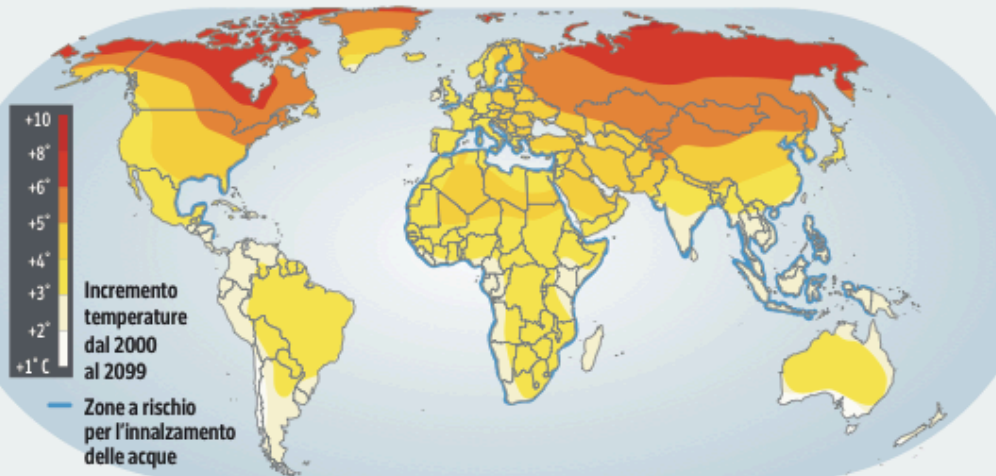 +10
+8°
+6°
+5°
+4°
+3°
+2°
+1°C
Incremento
temperature
dal 2000
al 2099
Zone a rischio
per l'innalzamento
delle acque